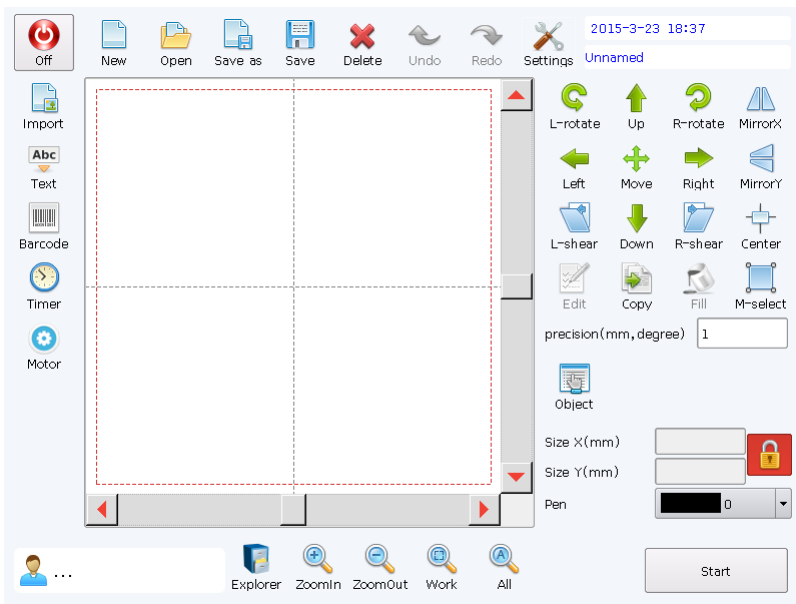 2015-3-23 18:37
Off New Open Save as Save Delete Undo Redo Settings Unnamed
Import
L-rotate Up R-rotate MirrorX
Abc
Text
Left Move Right MirrorY
Barcode
L-shear Down R-shear Center
Timer
Edit Copy Fill M-select
precision(mm,degree) 1
Motor
Object
Size X(mm)
Size Y(mm)
Pen 0
...
Explorer ZoomIn ZoomOut Work A All
Start